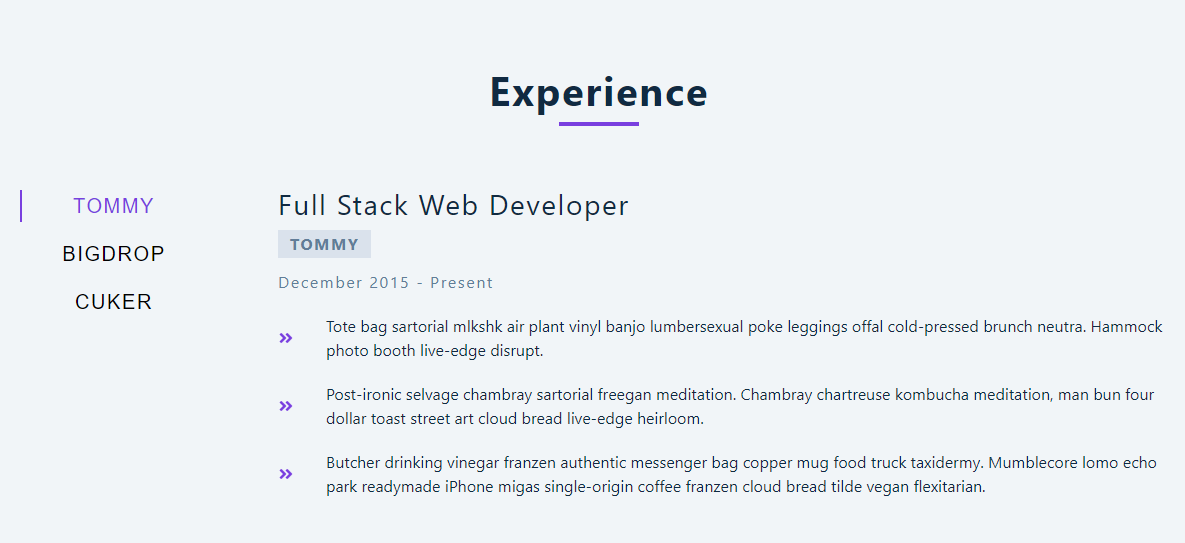 Experience
TOMMY
BIGDROP
CUKER
Full Stack Web Developer
TOMMY
December 2015 - Present
Tote bag sartorial mlkshk air plant vinyl banjo lumbersexual poke leggings offal cold-pressed brunch neutra. Hammock
photo booth live-edge disrupt.
Post-ironic selvage chambray sartorial freegan meditation. Chambray chartreuse kombucha meditation, man bun four
dollar toast street art cloud bread live-edge heirloom.
Butcher drinking vinegar franzen authentic messenger bag copper mug food truck taxidermy. Mumblecore lomo echo
park readymade iPhone migas single-origin coffee franzen cloud bread tilde vegan flexitarian.